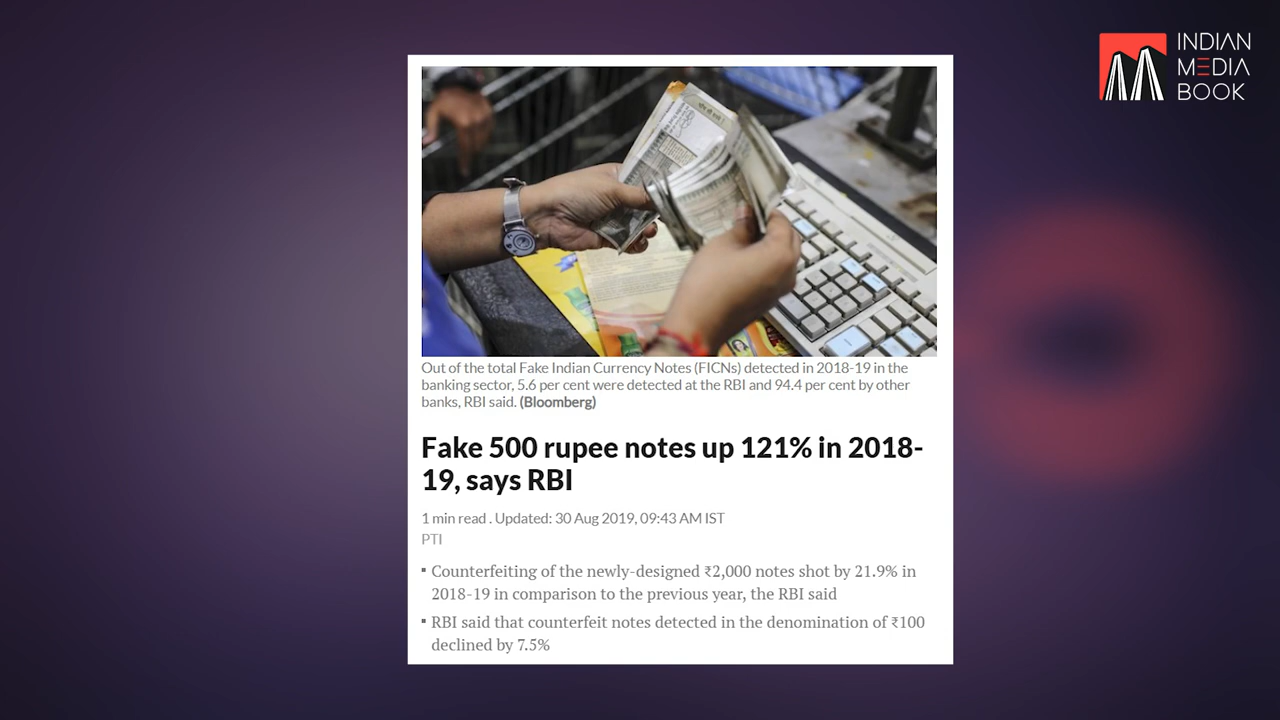 INDIAN
MEDIA
BOOK
Out of the total Fake Indian Currency Notes (FICNs) detected in 2018-19 in the
banking sector, 5.6 per cent were detected at the RBI and 94.4 per cent by other
banks, RBI said. (Bloomberg)
Fake 500 rupee notes up 121% in 2018-
19, says RBI
1 min read . Updated: 30 Aug 2019, 09:43 AM IST
PTI
▪ Counterfeiting of the newly-designed ₹2,000 notes shot by 21.9% in
2018-19 in comparison to the previous year, the RBI said
▪ RBI said that counterfeit notes detected in the denomination of ₹100
declined by 7.5%